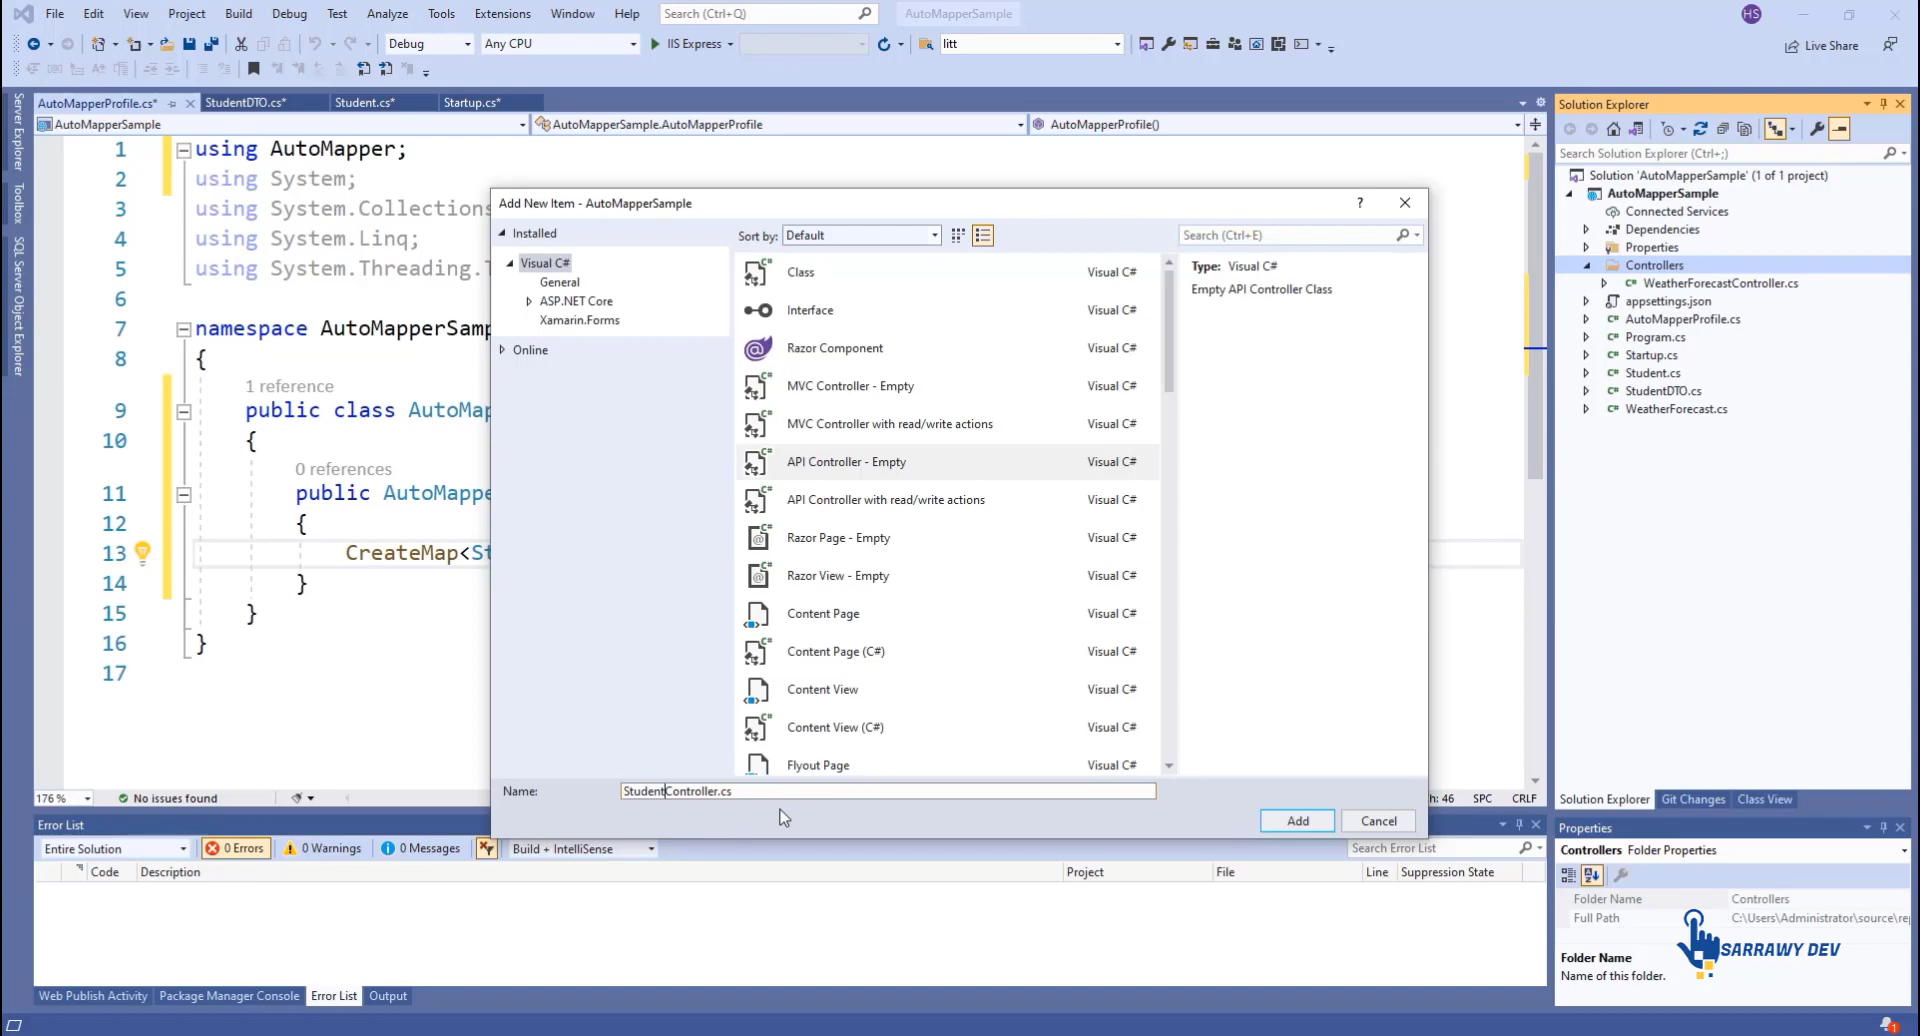 File Edit View Project Build Debug Test Analyze Tools Extensions Window Help Search (Ctrl+Q) AutoMapperSample HS
Debug Any CPU IIS Express litt Live Share
AutoMapperProfile.cs* StudentDTO.cs* Student.cs* Startup.cs*
AutoMapperSample AutoMapperSample.AutoMapperProfile AutoMapperProfile()
Server Explorer
Toolbox
SQL Server Object Explorer
1 using AutoMapper;
2 using System;
3 using System.Collections
4 using System.Linq;
5 using System.Threading.
6
7 namespace AutoMapperSamp
8 {
1 reference
9 public class AutoMap
10 {
0 references
11 public AutoMappe
12 {
13 CreateMap<St
14 }
15 }
16 }
17
Add New Item - AutoMapperSample ?
Installed
Visual C#
General
ASP.NET Core
Xamarin.Forms
Online
Sort by: Default Search (Ctrl+E)
Class Visual C#
Interface Visual C#
Razor Component Visual C#
MVC Controller - Empty Visual C#
MVC Controller with read/write actions Visual C#
API Controller - Empty Visual C#
API Controller with read/write actions Visual C#
Razor Page - Empty Visual C#
Razor View - Empty Visual C#
Content Page Visual C#
Content Page (C#) Visual C#
Content View Visual C#
Content View (C#) Visual C#
Flyout Page Visual C#
Type: Visual C#
Empty API Controller Class
Name: StudentController.cs
Add Cancel
176 % No issues found h: 46 SPC CRLF
Error List
Entire Solution 0 Errors 0 Warnings 0 Messages Build + IntelliSense Search Error List
Code Description Project File Line Suppression State
Web Publish Activity Package Manager Console Error List Output
Solution Explorer
Search Solution Explorer (Ctrl+;)
Solution 'AutoMapperSample' (1 of 1 project)
AutoMapperSample
Connected Services
Dependencies
Properties
Controllers
C# WeatherForecastController.cs
appsettings.json
C# AutoMapperProfile.cs
C# Program.cs
C# Startup.cs
C# Student.cs
C# StudentDTO.cs
C# WeatherForecast.cs
Solution Explorer Git Changes Class View
Properties
Controllers Folder Properties
Folder Name Controllers
Full Path C:\Users\Administrator\source\rep
Folder Name
Name of this folder.
SARRAWY DEV
1